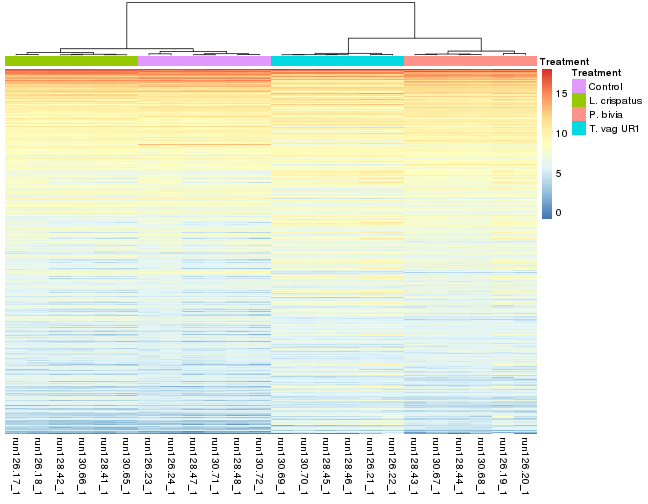 Treatment
Treatment
Control
L. crispatus
P. bivia
T. vag UR1
15
10
5
0
run126.17_1
run126.18_1
run128.42_1
run130.66_1
run128.41_1
run130.65_1
run126.23_1
run126.24_1
run128.47_1
run130.71_1
run128.48_1
run130.72_1
run130.69_1
run130.70_1
run128.45_1
run128.46_1
run126.21_1
run126.22_1
run128.43_1
run130.67_1
run128.44_1
run130.68_1
run126.19_1
run126.20_1